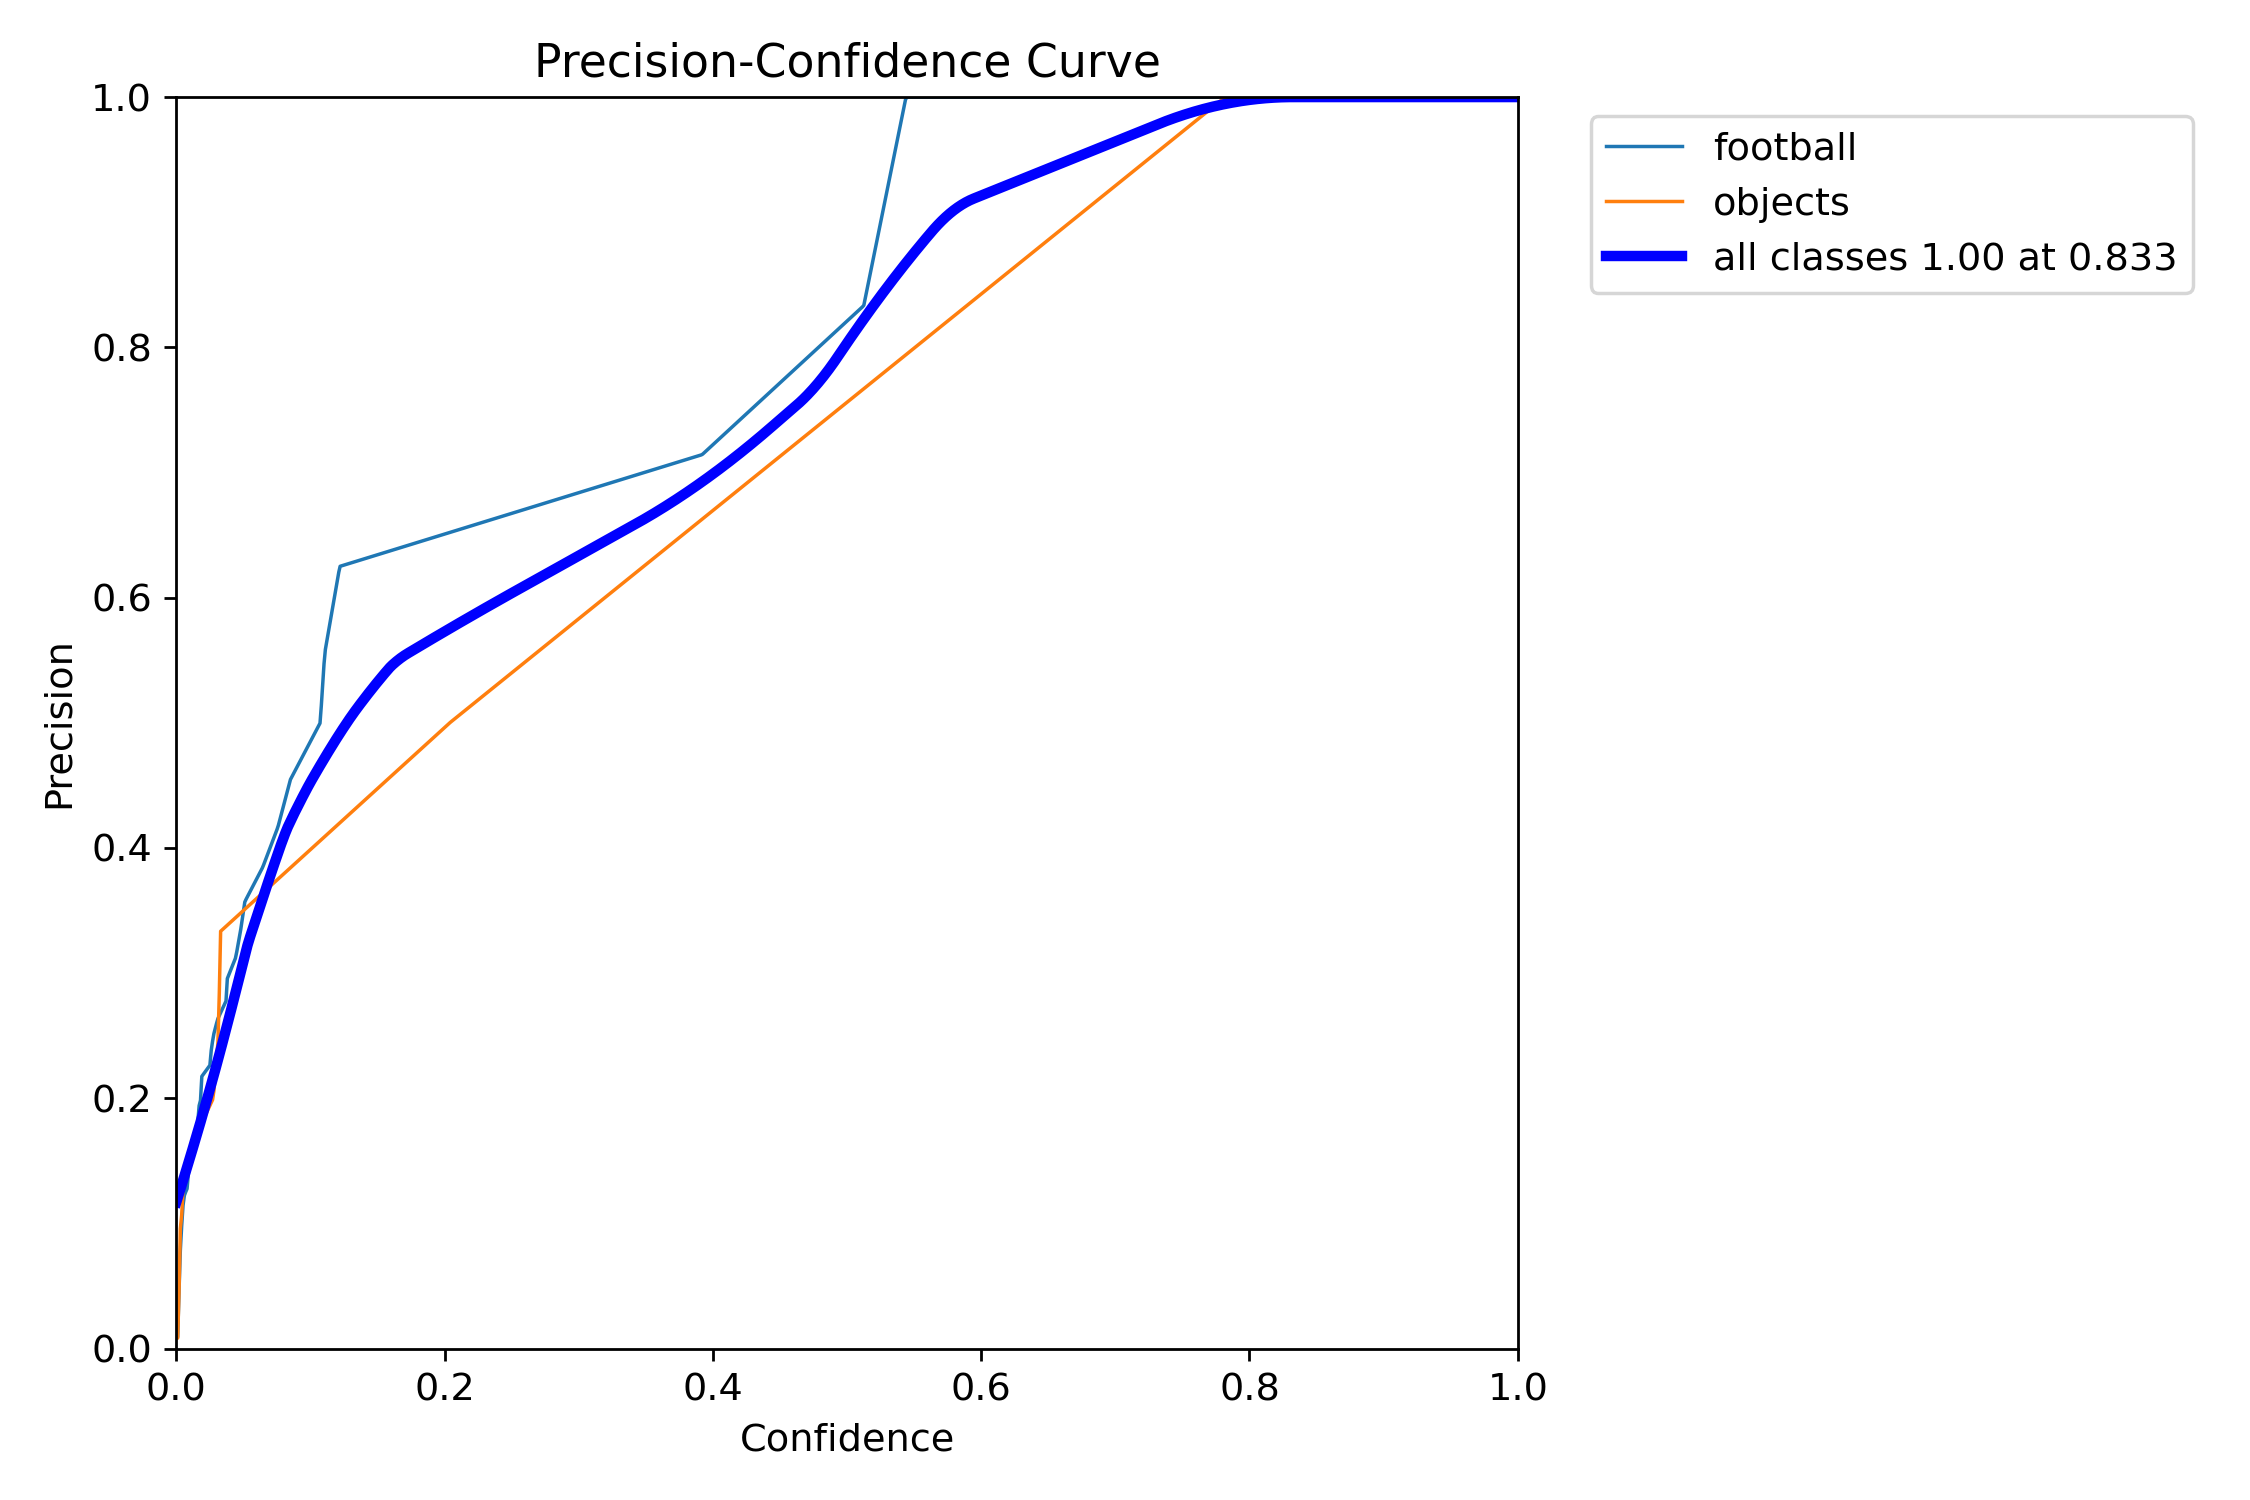 Precision-Confidence Curve
1.0
0.8
0.6
0.4
0.2
0.0
Precision
0.0 0.2 0.4 0.6 0.8 1.0
Confidence
football
objects
all classes 1.00 at 0.833